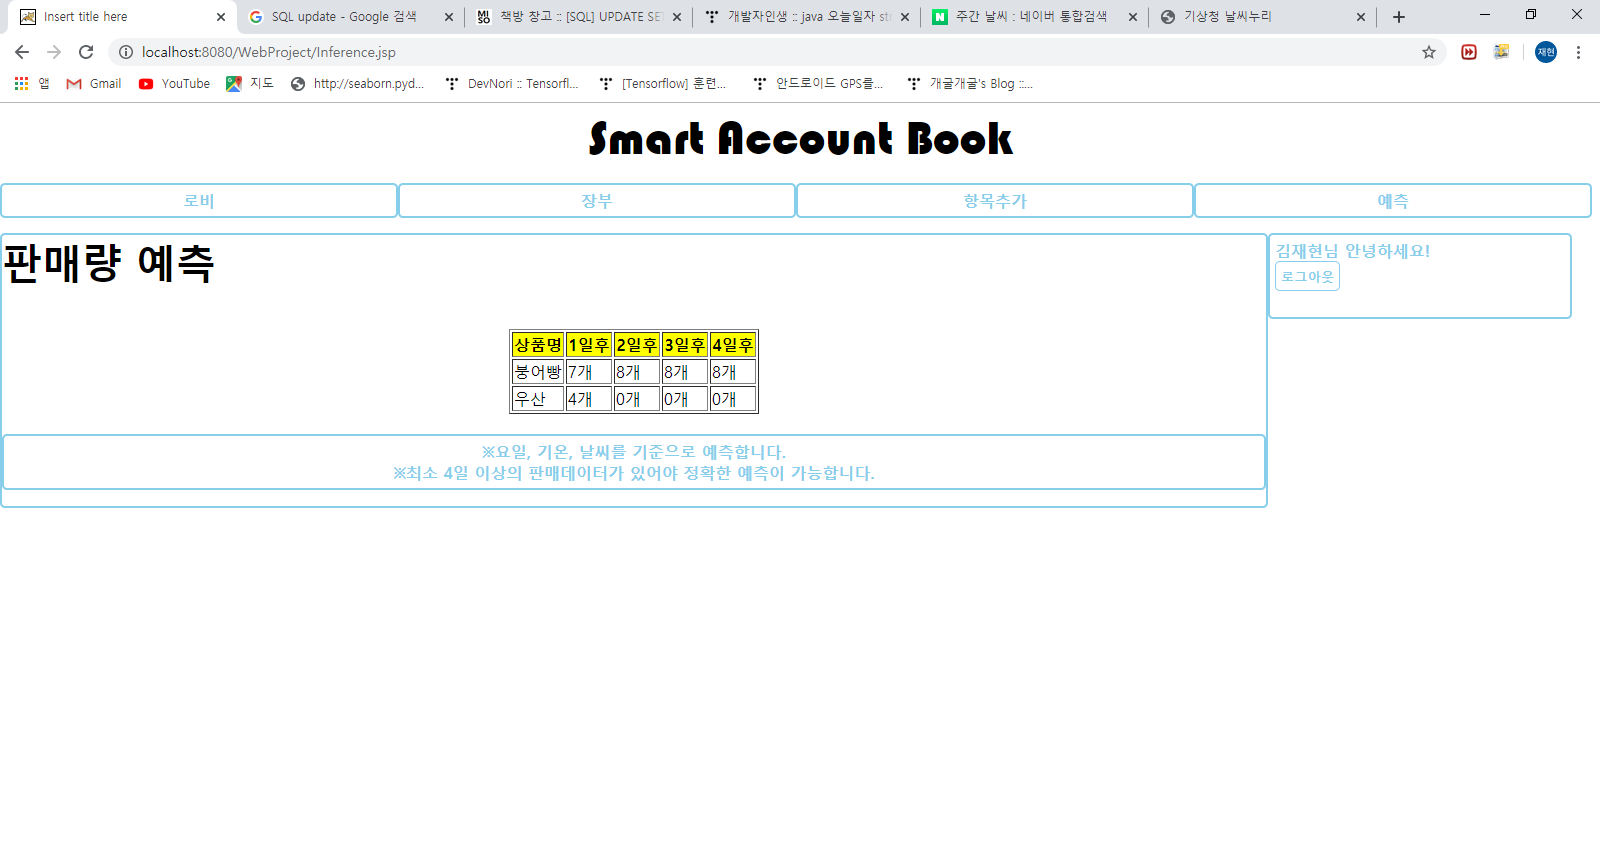 Insert title here
SQL update - Google 검색
책방 창고 :: [SQL] UPDATE SE
개발자인생 :: java 오늘일자 str
주간 날씨 : 네이버 통합검색
기상청 날씨누리
localhost:8080/WebProject/Inference.jsp
재현
앱 Gmail YouTube 지도 http://seaborn.pyd... DevNori :: Tensorfl... [Tensorflow] 훈련... 안드로이드 GPS를... 개굴개굴's Blog ::...
Smart Account Book
로비 장부 항목추가 예측
판매량 예측
김재현님 안녕하세요!
로그아웃
상품명 1일후 2일후 3일후 4일후
붕어빵 7개 8개 8개 8개
우산 4개 0개 0개 0개
※요일, 기온, 날씨를 기준으로 예측합니다.
※최소 4일 이상의 판매데이터가 있어야 정확한 예측이 가능합니다.